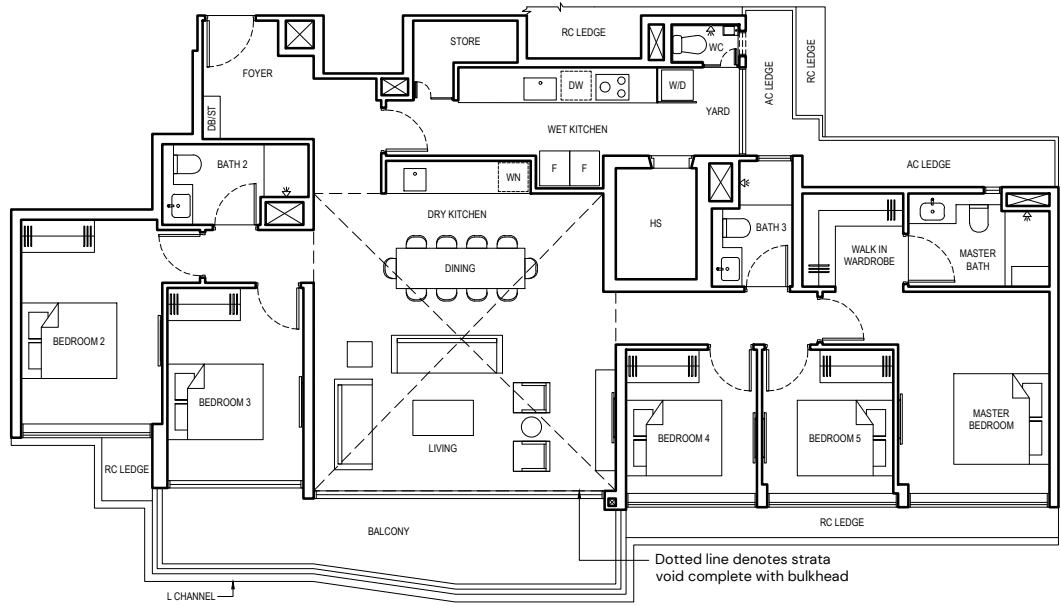 STORE
RC LEDGE
WC
FOYER
DW
W/D
AC LEDGE
RC LEDGE
DB/ST
YARD
WET KITCHEN
BATH 2
F
F
WN
AC LEDGE
DRY KITCHEN
HS
BATH 3
WALK IN
WARDROBE
MASTER
BATH
DINING
BEDROOM 2
BEDROOM 3
LIVING
BEDROOM 4
BEDROOM 5
MASTER
BEDROOM
RC LEDGE
BALCONY
RC LEDGE
Dotted line denotes strata
void complete with bulkhead
L CHANNEL